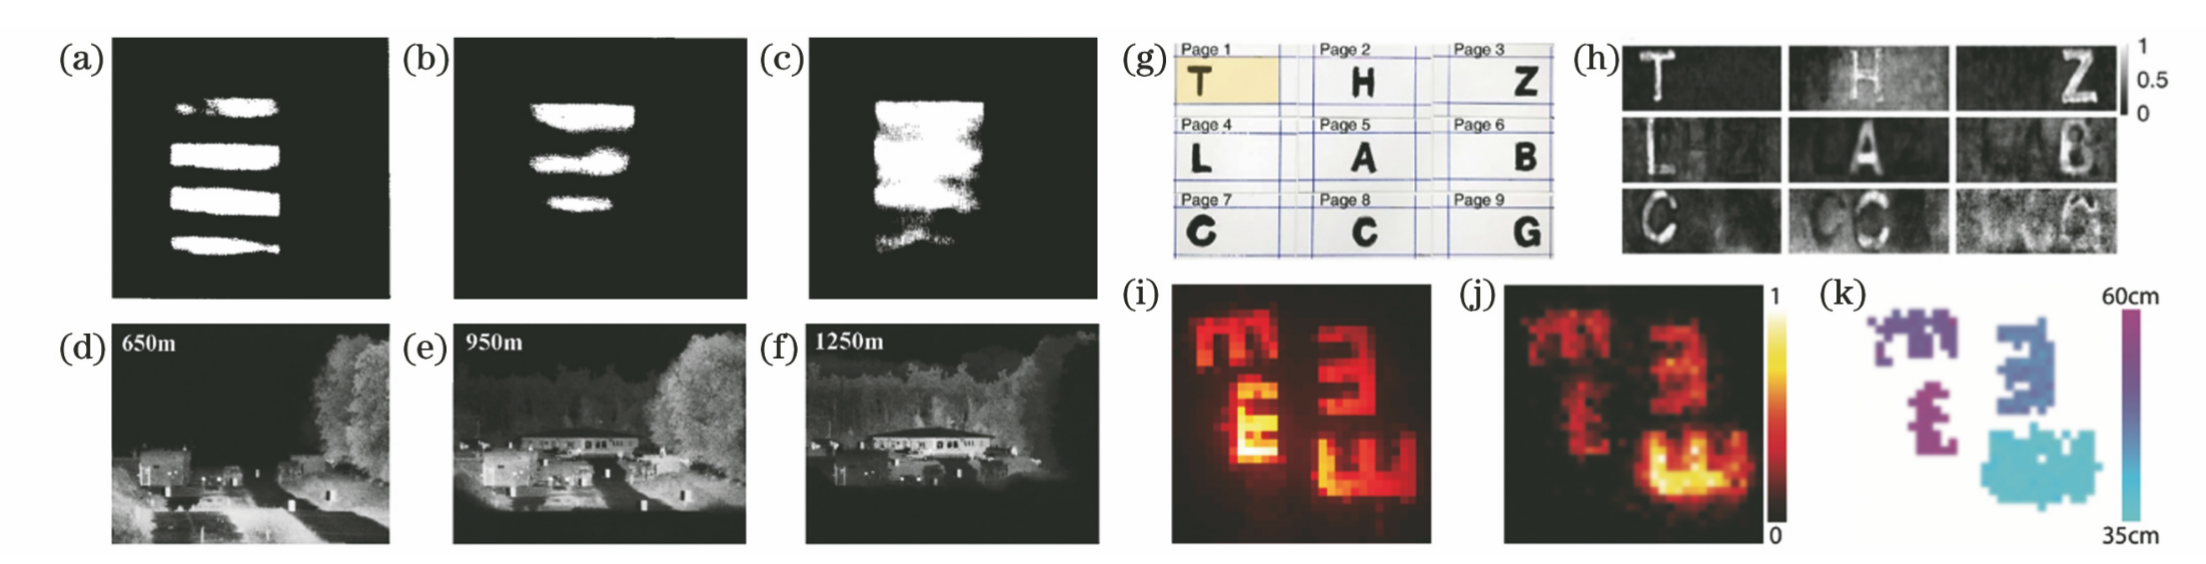 (a)
(b)
(c)
(g)
Page 1 Page 2 Page 3
T H Z
Page 4 Page 5 Page 6
L A B
Page 7 Page 8 Page 9
C C G
(h)
T H Z
L A B
C C G
1
0.5
0
(d) 650m
(e) 950m
(f) 1250m
(i)
(j)
1
0
(k)
60cm
35cm